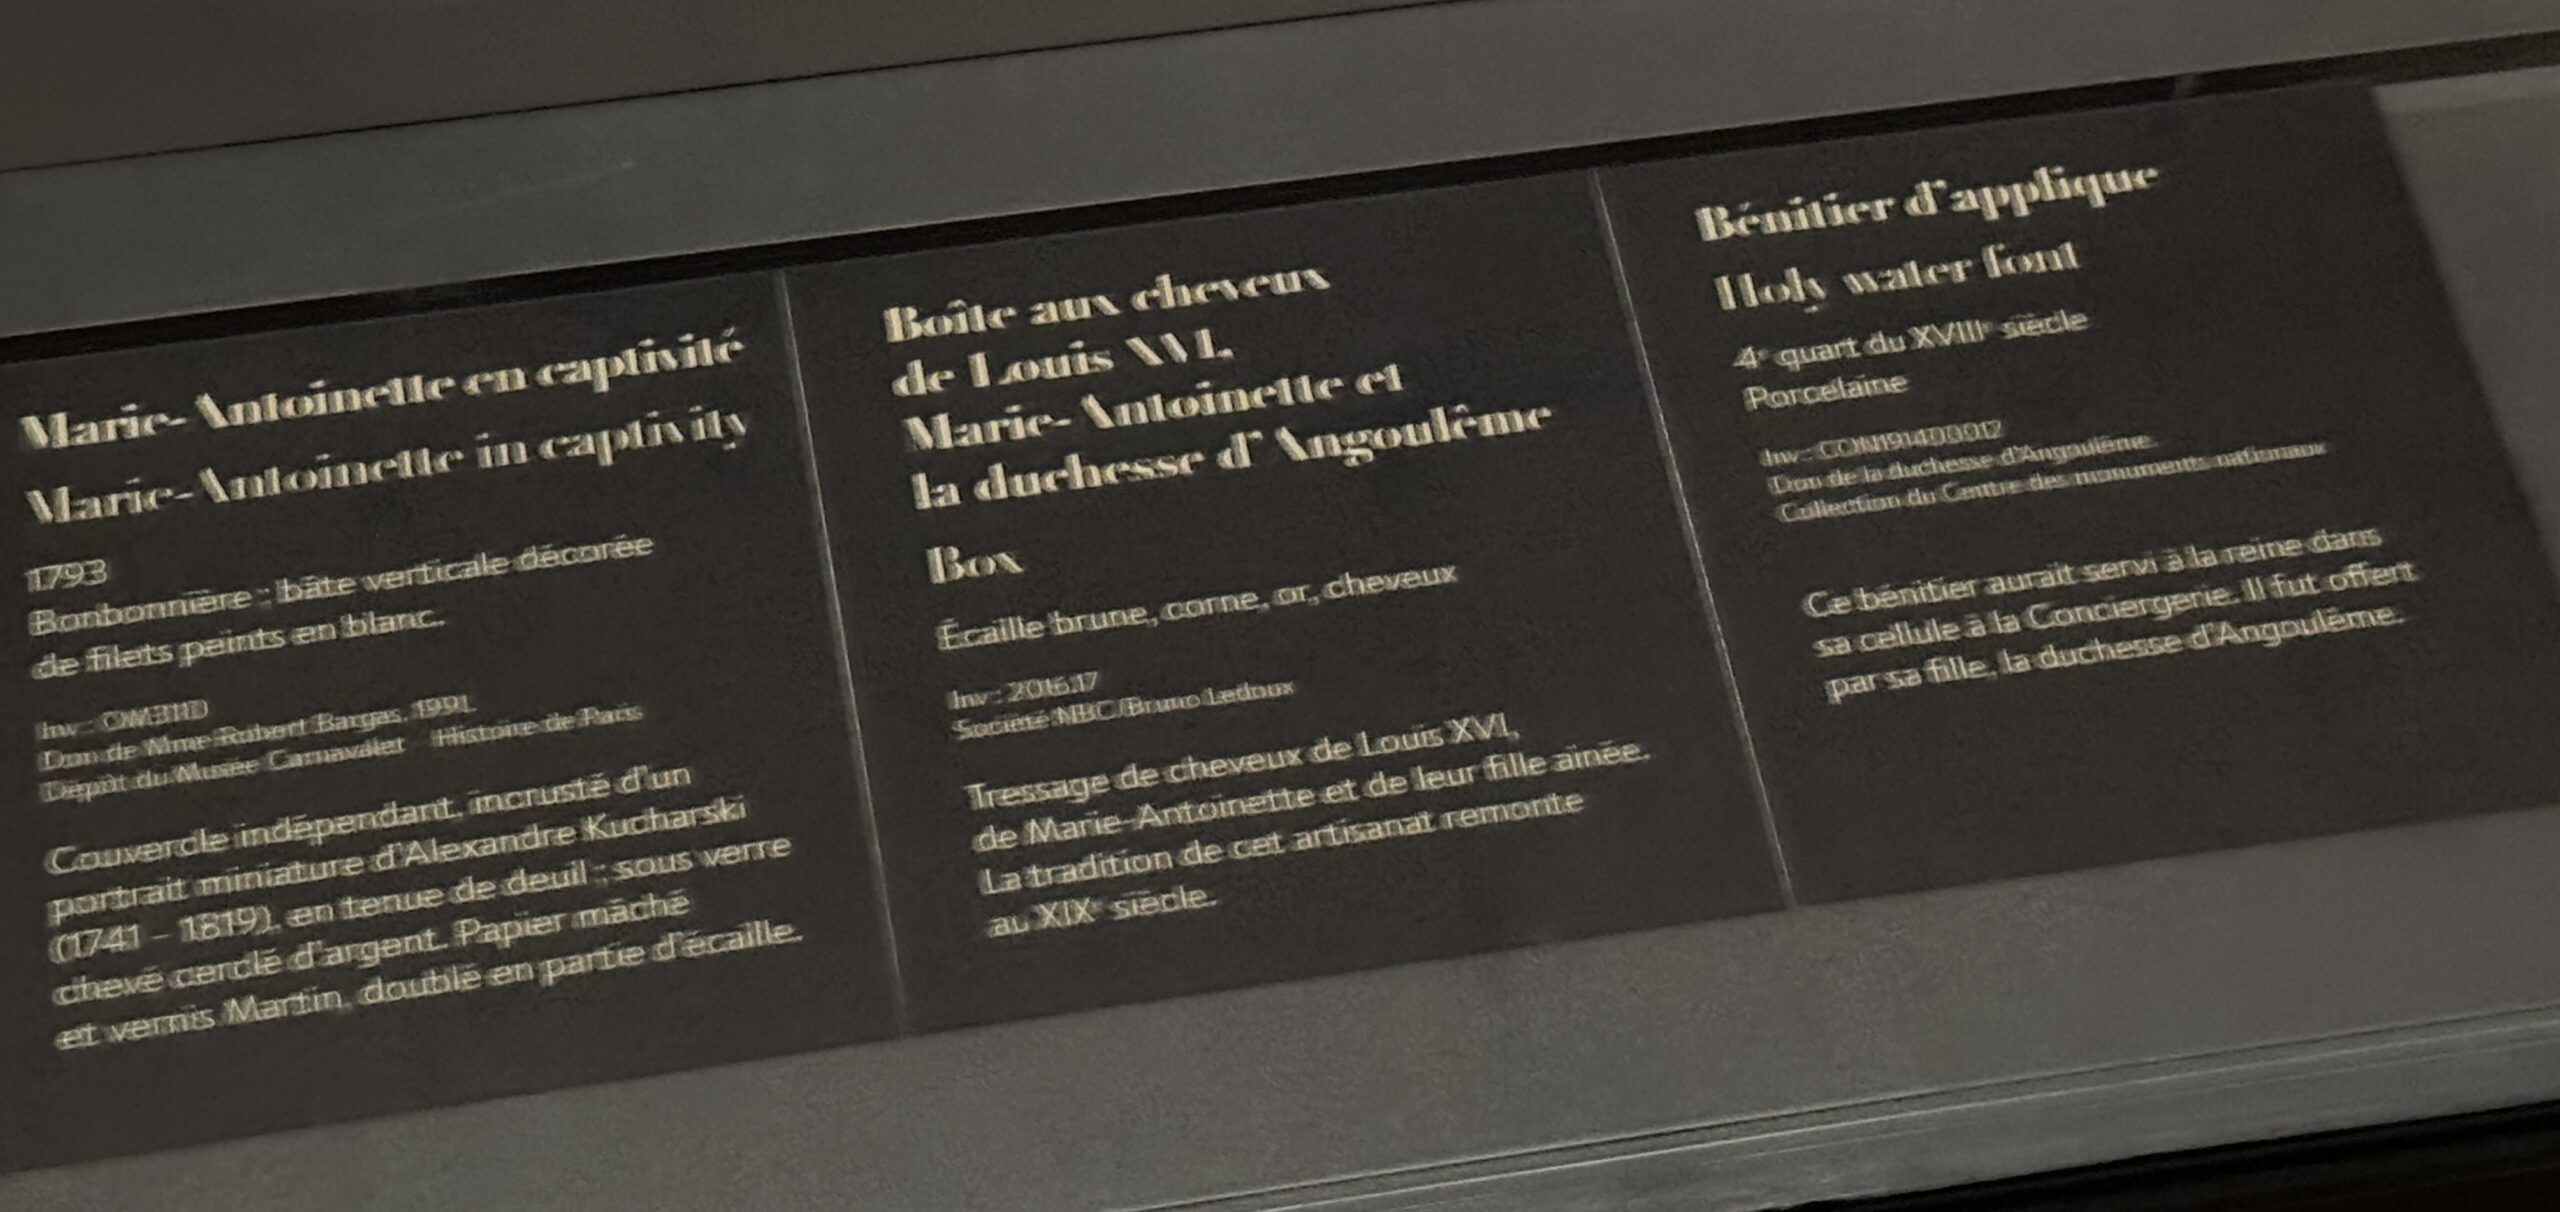 Marie-Antoinette en captivité
Marie-Antoinette in captivity
1793
Bonbonnière : bâte verticale décorée
de filets peints en blanc.
Inv : OM3110
Don de Mme Robert Bargas, 1991
Dépôt du Musée Carnavalet - Histoire de Paris
Couvercle indépendant, incrusté d'un
portrait miniature d'Alexandre Kucharski
(1741 – 1819), en tenue de deuil ; sous verre
chevé cerclé d'argent. Papier mâché
et vernis Martin, doublé en partie d'écaille.
Boîte aux cheveux
de Louis XVI,
Marie-Antoinette et
la duchesse d'Angoulême
Box
Écaille brune, corne, or, cheveux
Inv : 2016.17
Société NBC/Bruno Ledoux
Tressage de cheveux de Louis XVI,
de Marie-Antoinette et de leur fille aînée.
La tradition de cet artisanat remonte
au XIXe siècle.
Bénitier d'applique
Holy water font
4e quart du XVIIIe siècle
Porcelaine
Inv : CON1914000012
Don de la duchesse d'Angoulême.
Collection du Centre des monuments nationaux
Ce bénitier aurait servi à la reine dans
sa cellule à la Conciergerie. Il fut offert
par sa fille, la duchesse d'Angoulême.